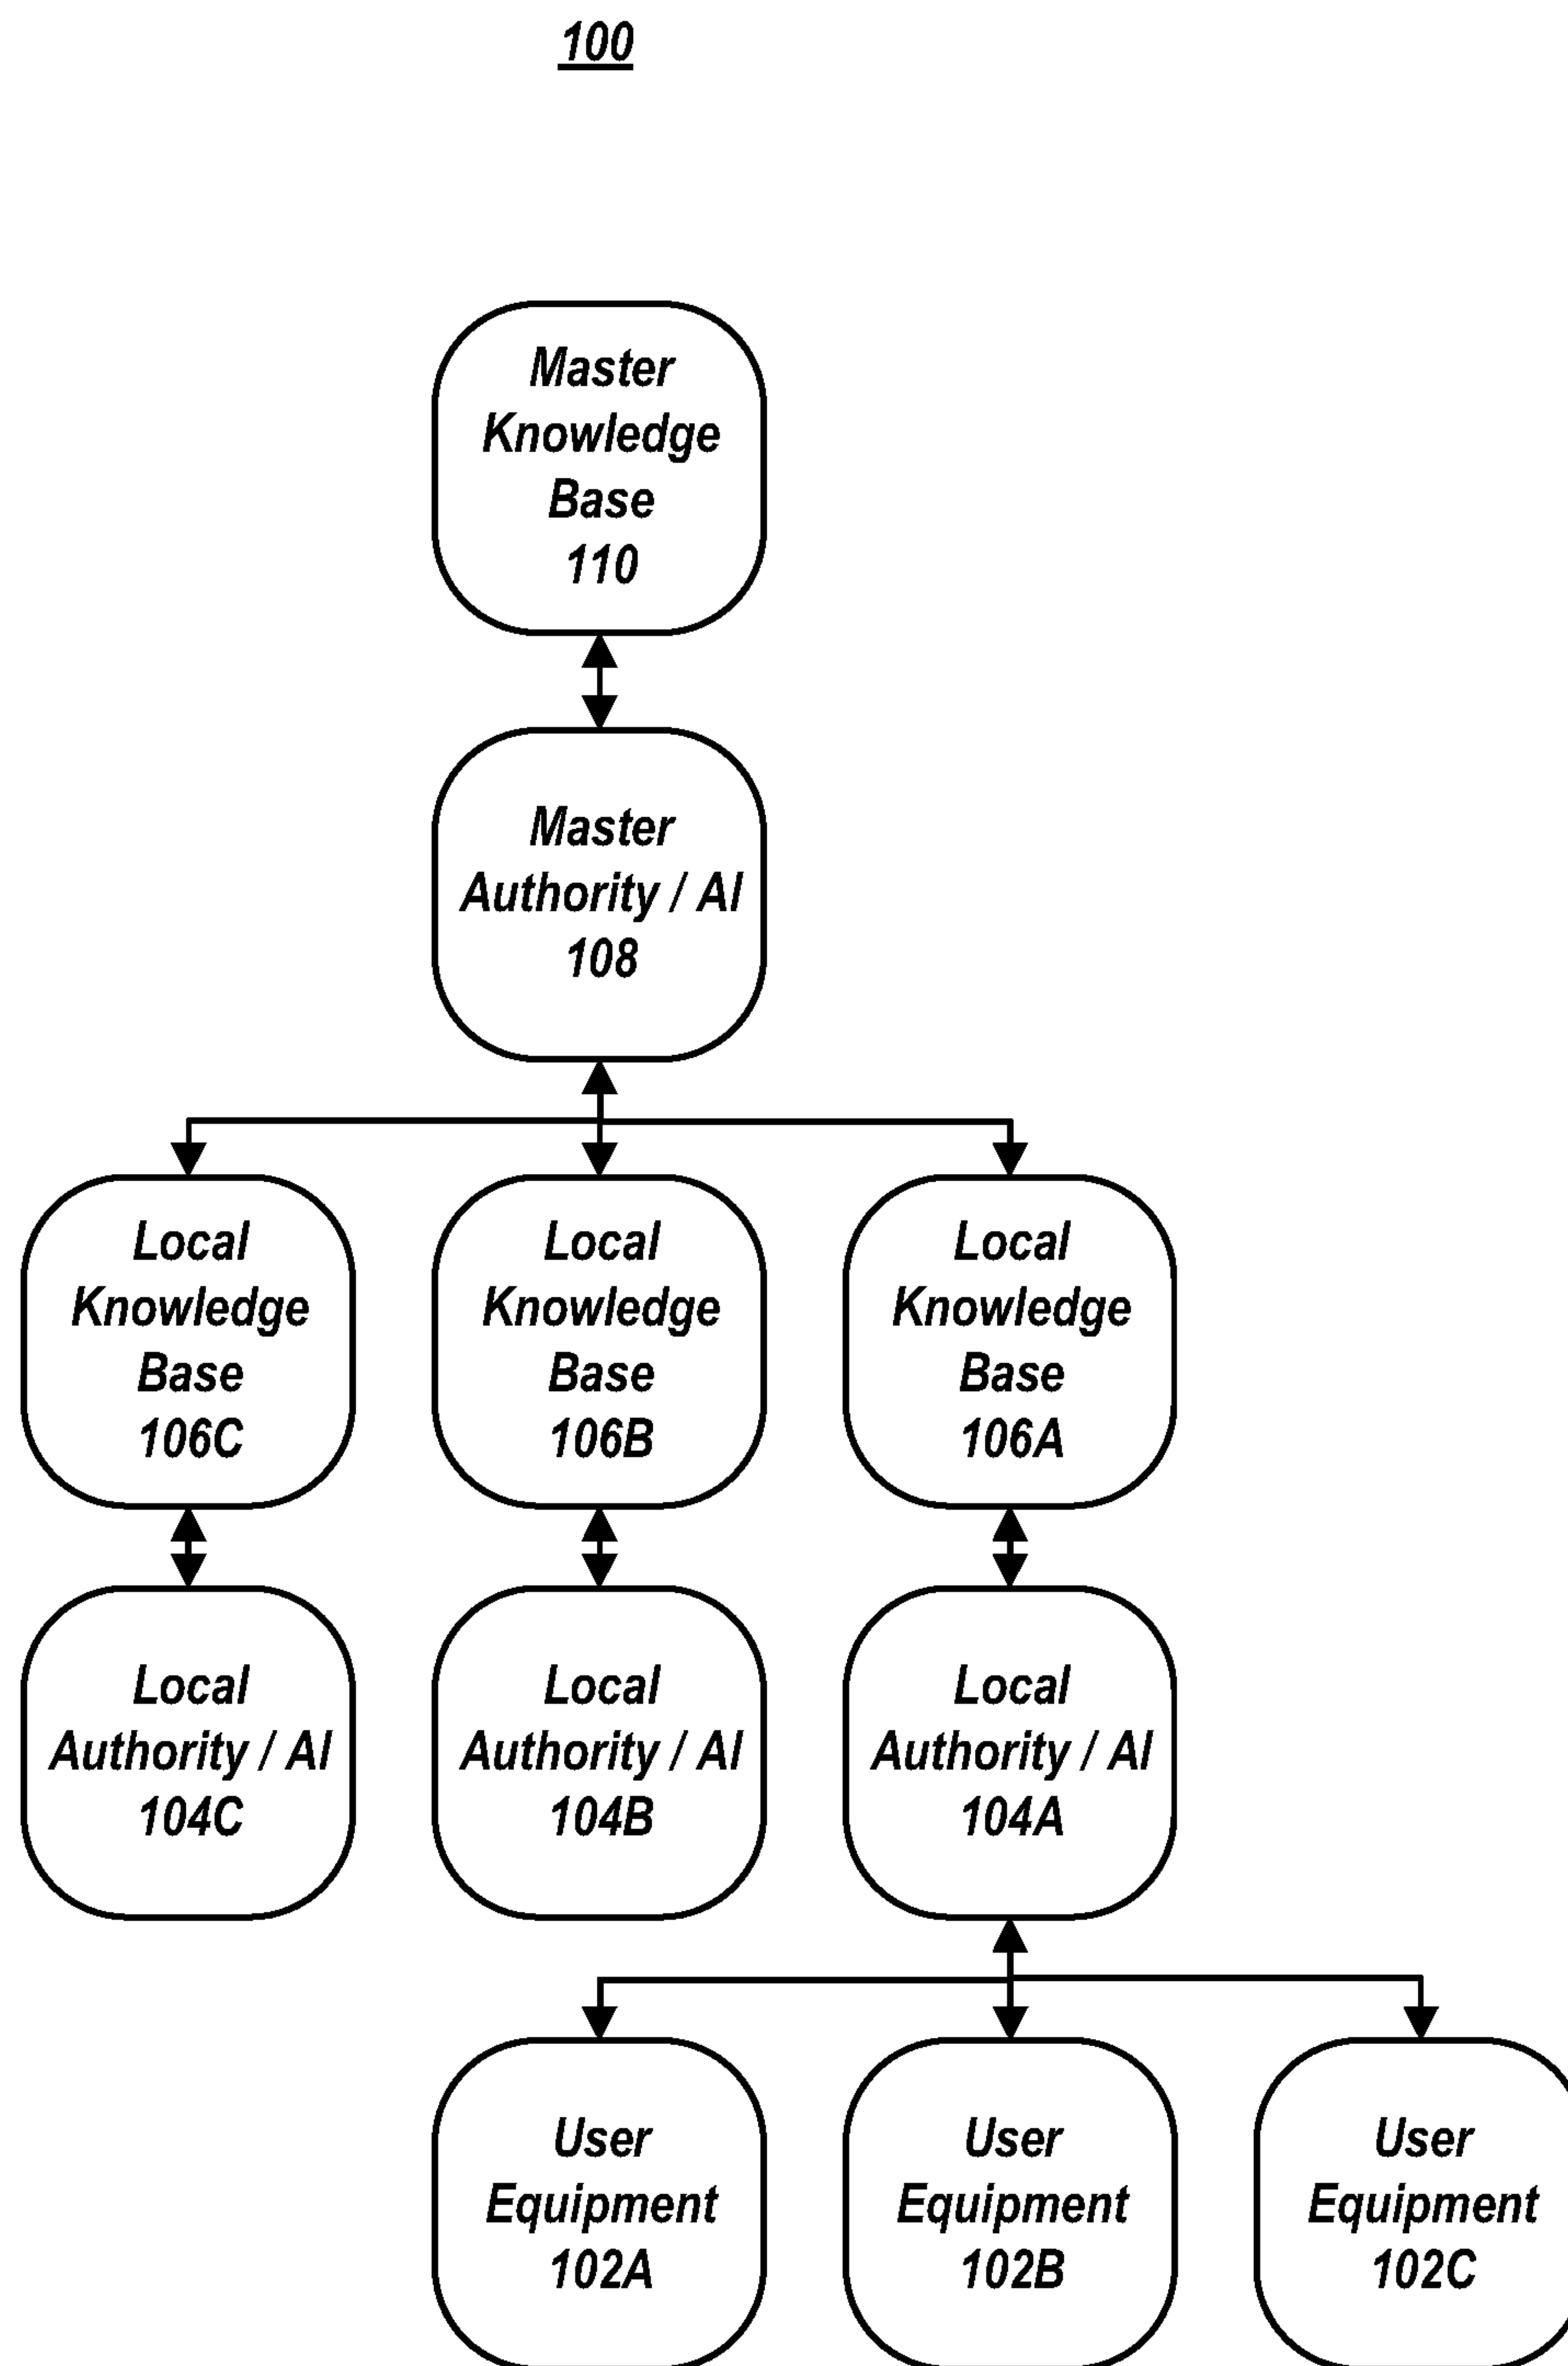 100
Master
Knowledge
Base
110
Master
Authority / AI
108
Local
Knowledge
Base
106C
Local
Knowledge
Base
106B
Local
Knowledge
Base
106A
Local
Authority / AI
104C
Local
Authority / AI
104B
Local
Authority / AI
104A
User
Equipment
102A
User
Equipment
102B
User
Equipment
102C